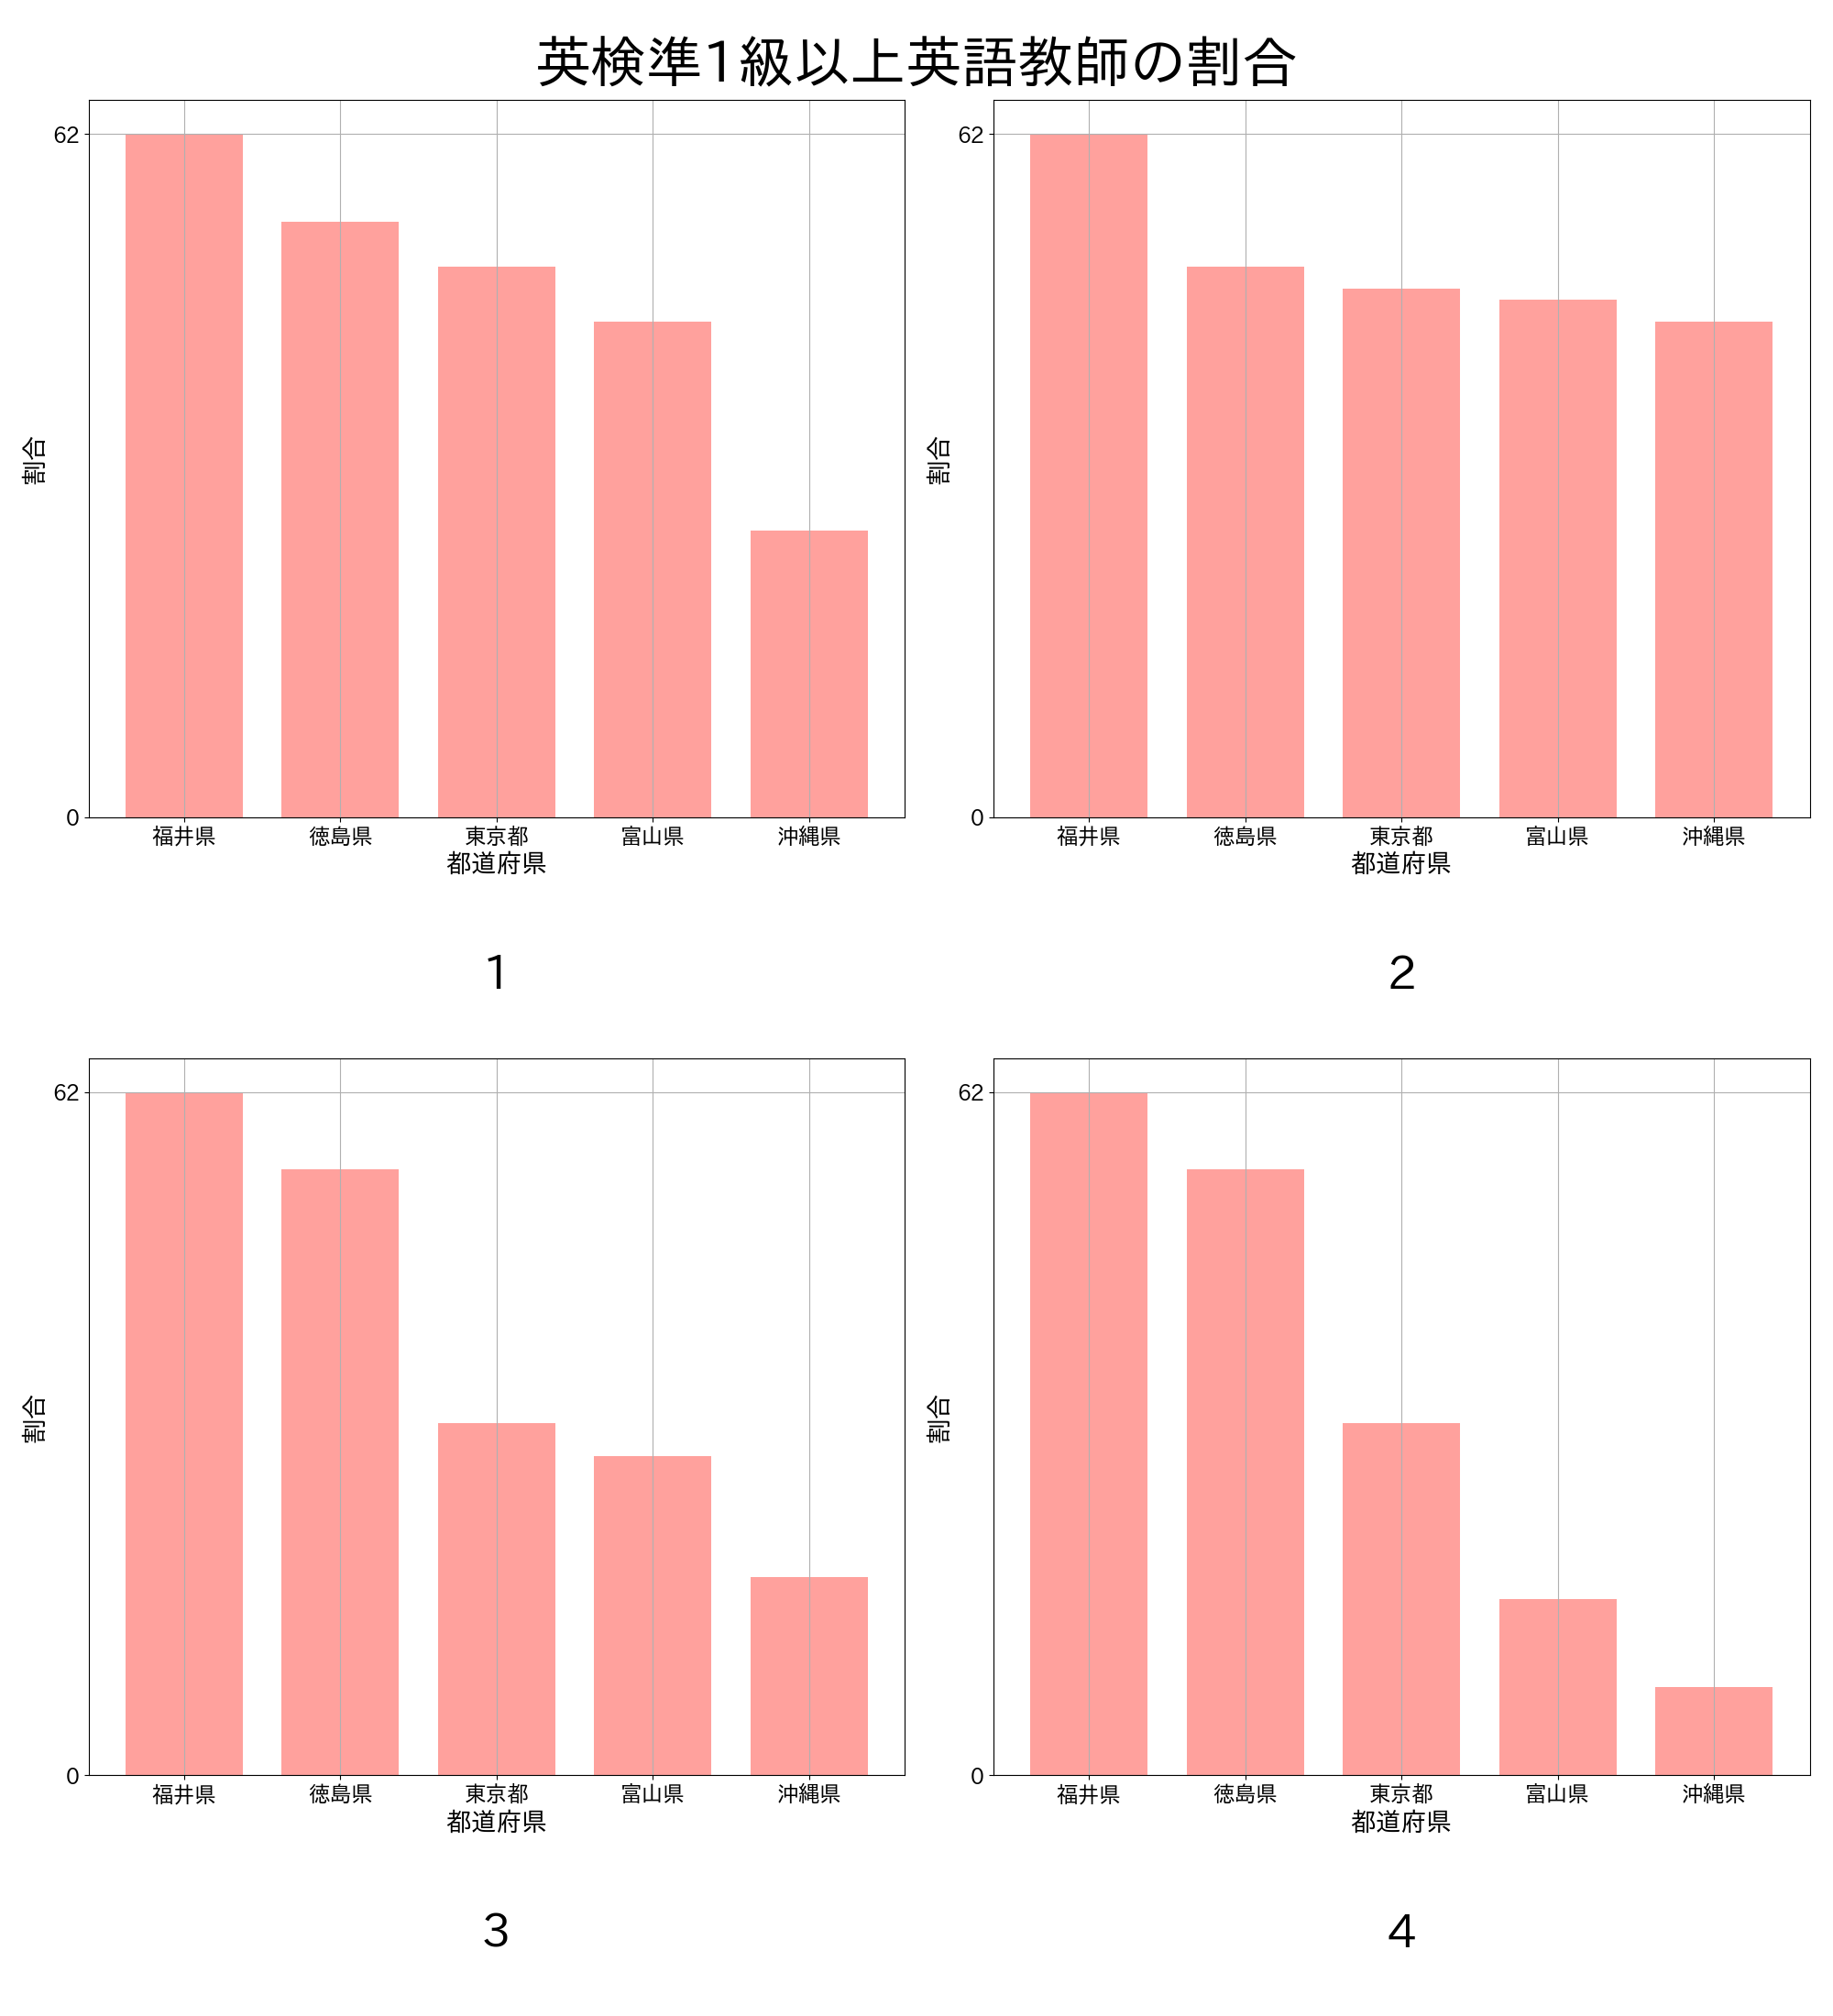 英検準1級以上英語教師の割合
62
0
割合
福井県 徳島県 東京都 富山県 沖縄県
都道府県
1
62
0
割合
福井県 徳島県 東京都 富山県 沖縄県
都道府県
2
62
0
割合
福井県 徳島県 東京都 富山県 沖縄県
都道府県
3
62
0
割合
福井県 徳島県 東京都 富山県 沖縄県
都道府県
4